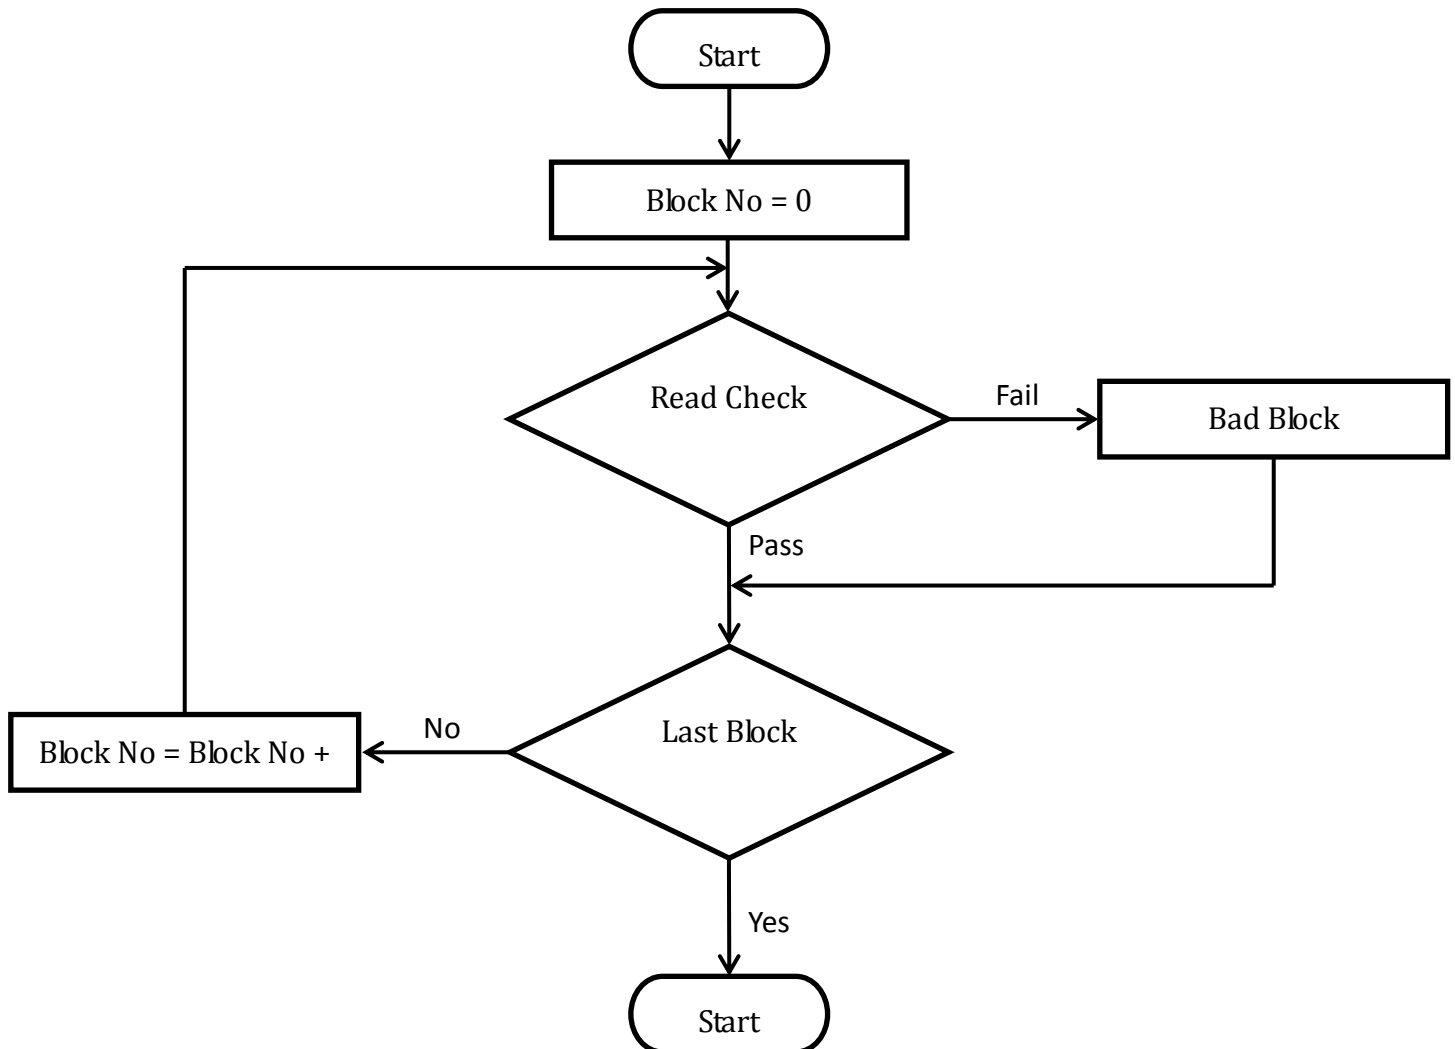 Start
Block No = 0
Read Check
Fail
Bad Block
Pass
Last Block
No
Block No = Block No +
Yes
Start